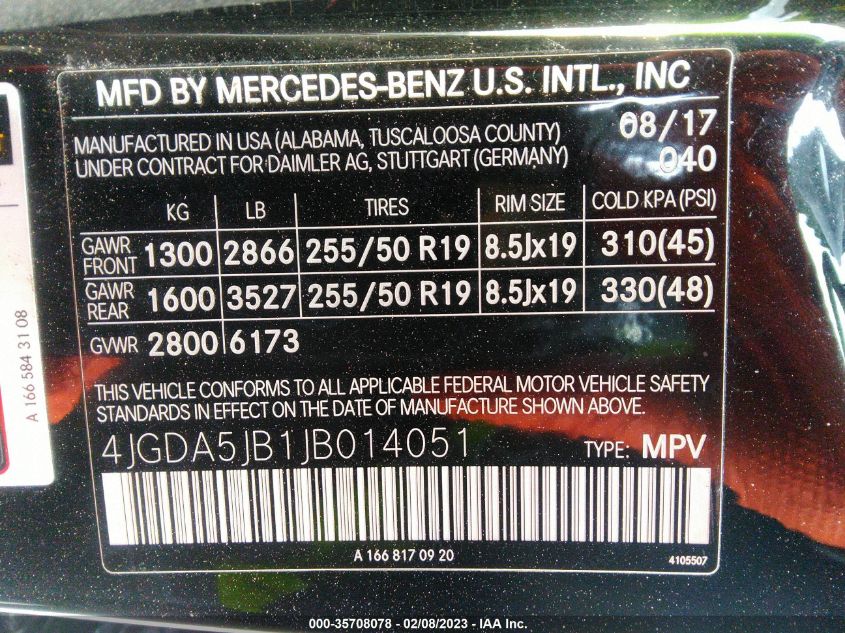 MFD BY MERCEDES-BENZ U.S. INTL., INC
MANUFACTURED IN USA (ALABAMA, TUSCALOOSA COUNTY) 08/17
UNDER CONTRACT FOR DAIMLER AG, STUTTGART (GERMANY) 040
KG LB TIRES RIM SIZE COLD KPA (PSI)
GAWR FRONT 1300 2866 255/50 R19 8.5Jx19 310(45)
GAWR REAR 1600 3527 255/50 R19 8.5Jx19 330(48)
GVWR 2800 6173
THIS VEHICLE CONFORMS TO ALL APPLICABLE FEDERAL MOTOR VEHICLE SAFETY
STANDARDS IN EFFECT ON THE DATE OF MANUFACTURE SHOWN ABOVE.
4JGDA5JB1JB014051 TYPE: MPV
A 166 817 09 20 4105507
A 166 584 31 08
000-35708078 - 02/08/2023 - IAA Inc.